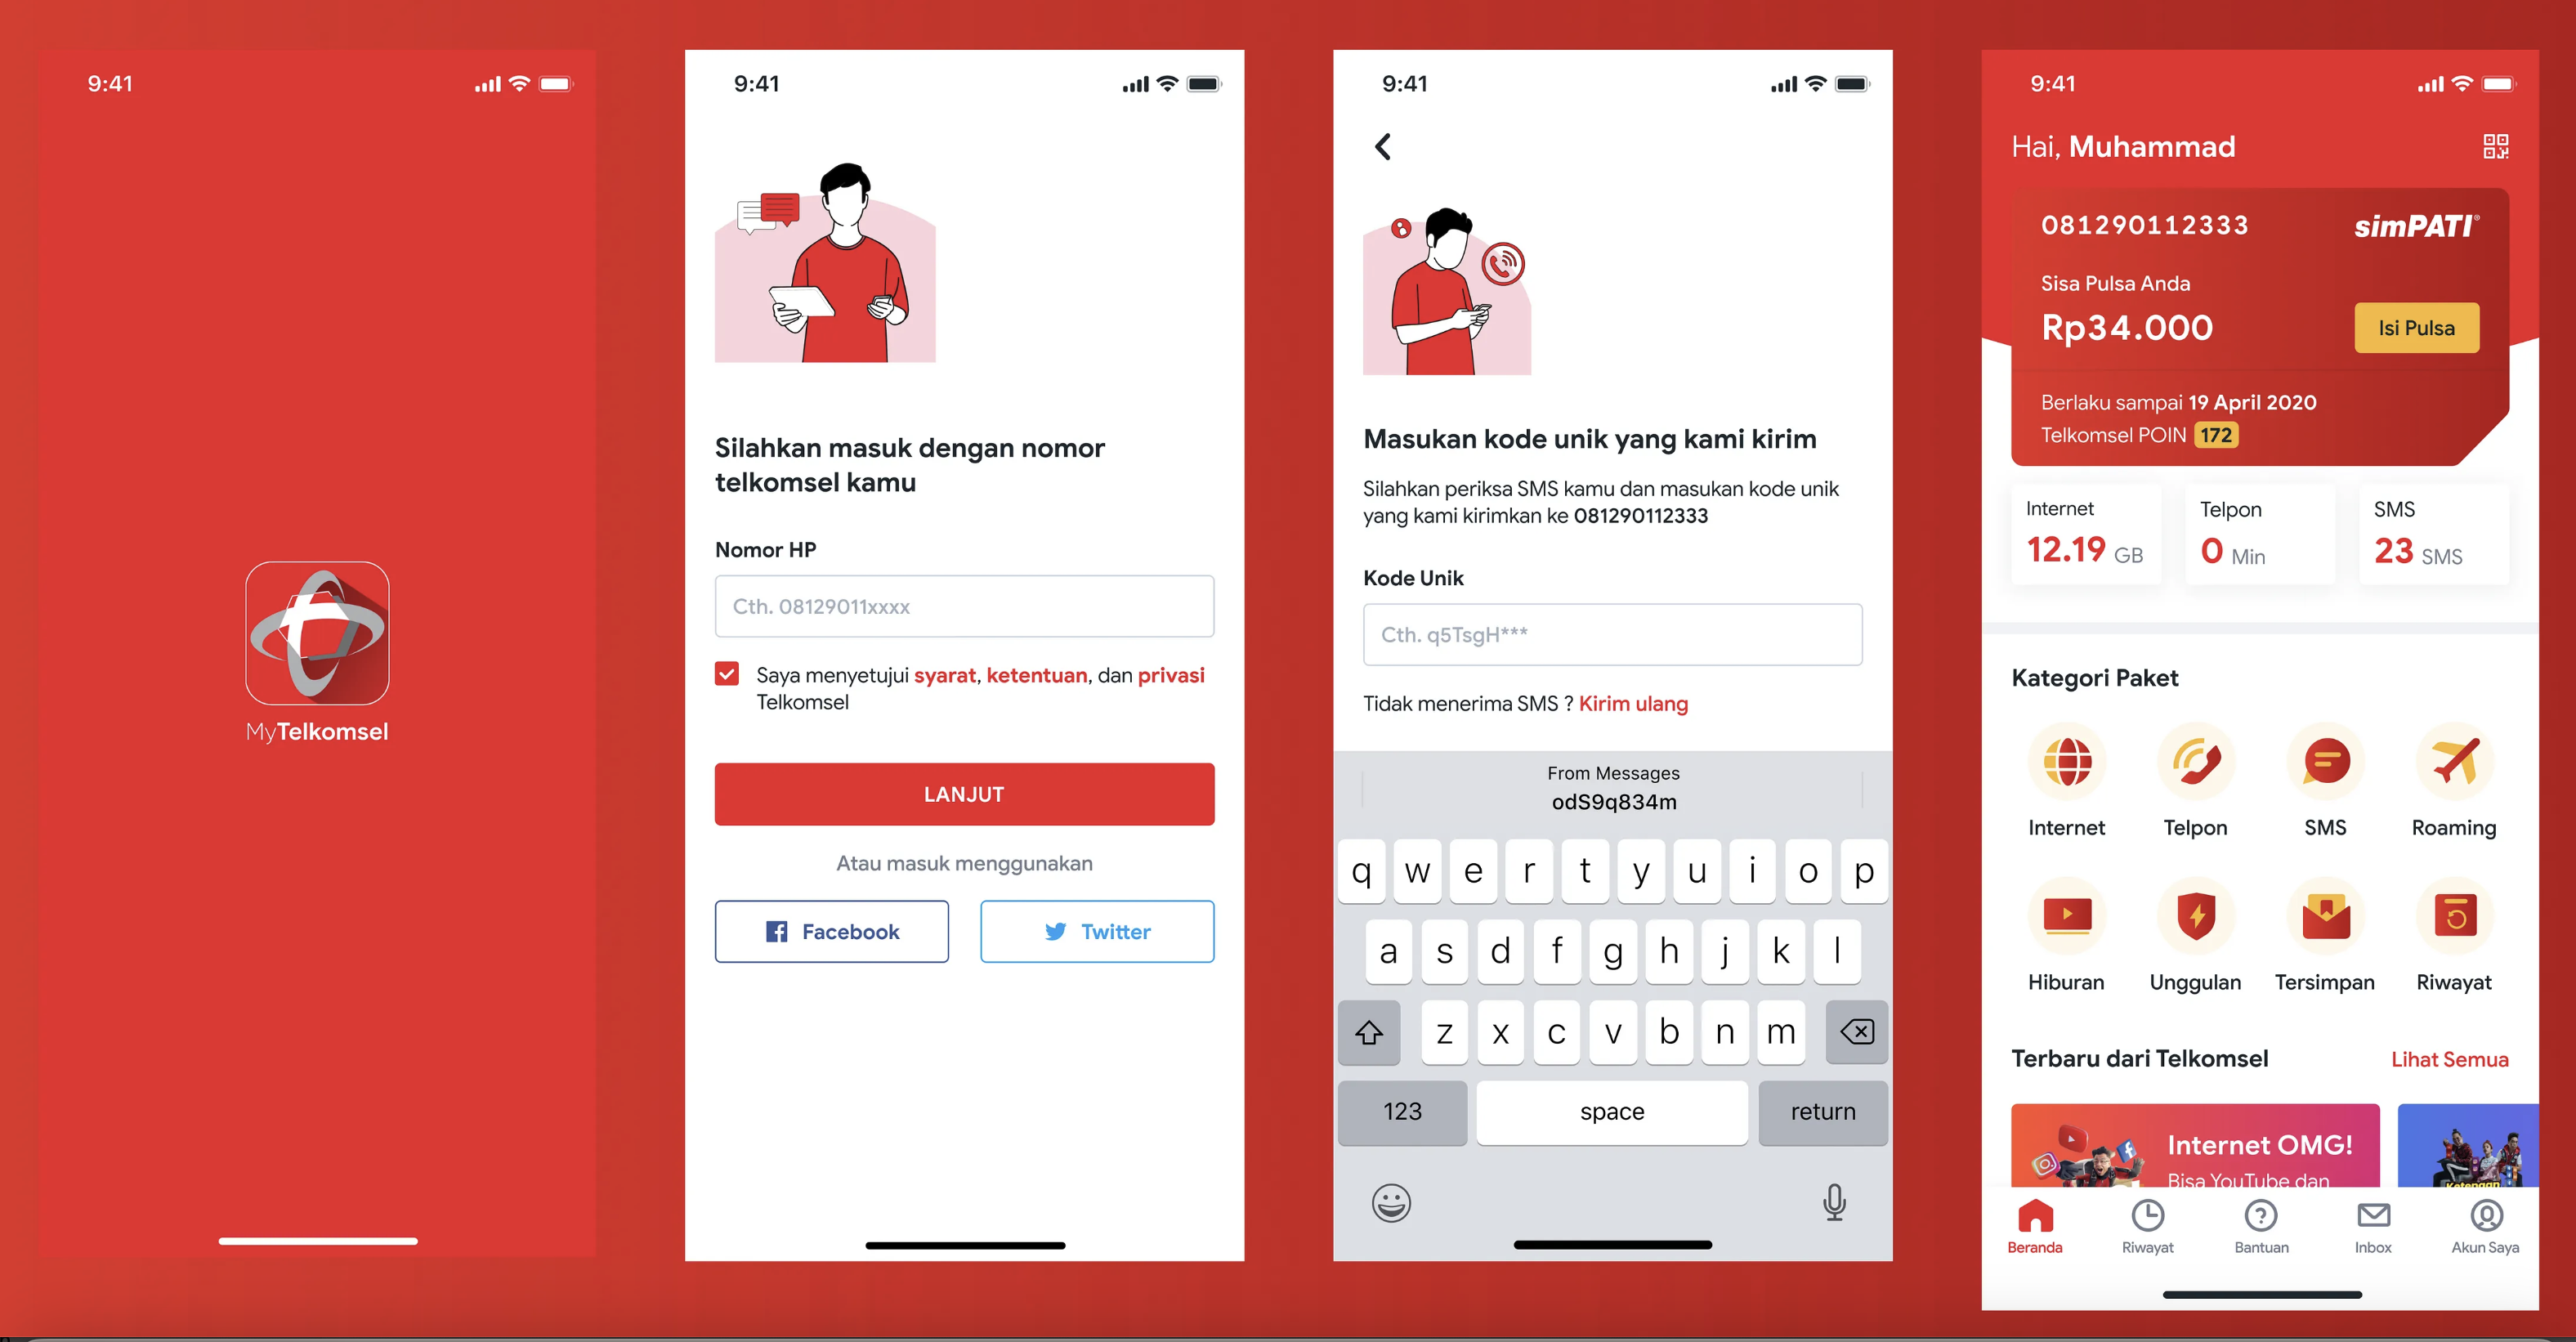 9:41
MyTelkomsel
9:41
Silahkan masuk dengan nomor
telkomsel kamu
Nomor HP
Cth. 08129011xxxx
Saya menyetujui syarat, ketentuan, dan privasi
Telkomsel
LANJUT
Atau masuk menggunakan
Facebook
Twitter
9:41
Masukan kode unik yang kami kirim
Silahkan periksa SMS kamu dan masukan kode unik
yang kami kirimkan ke 081290112333
Kode Unik
Cth. q5TsgH***
Tidak menerima SMS ? Kirim ulang
From Messages
odS9q834m
q w e r t y u i o p
a s d f g h j k l
z x c v b n m
123 space return
9:41
Hai, Muhammad
081290112333 simPATI®
Sisa Pulsa Anda
Rp34.000
Isi Pulsa
Berlaku sampai 19 April 2020
Telkomsel POIN 172
Internet
12.19 GB
Telpon
0 Min
SMS
23 SMS
Kategori Paket
Internet Telpon SMS Roaming
Hiburan Unggulan Tersimpan Riwayat
Terbaru dari Telkomsel Lihat Semua
Internet OMG!
Bisa YouTube dan
Ketengan
Beranda Riwayat Bantuan Inbox Akun Saya